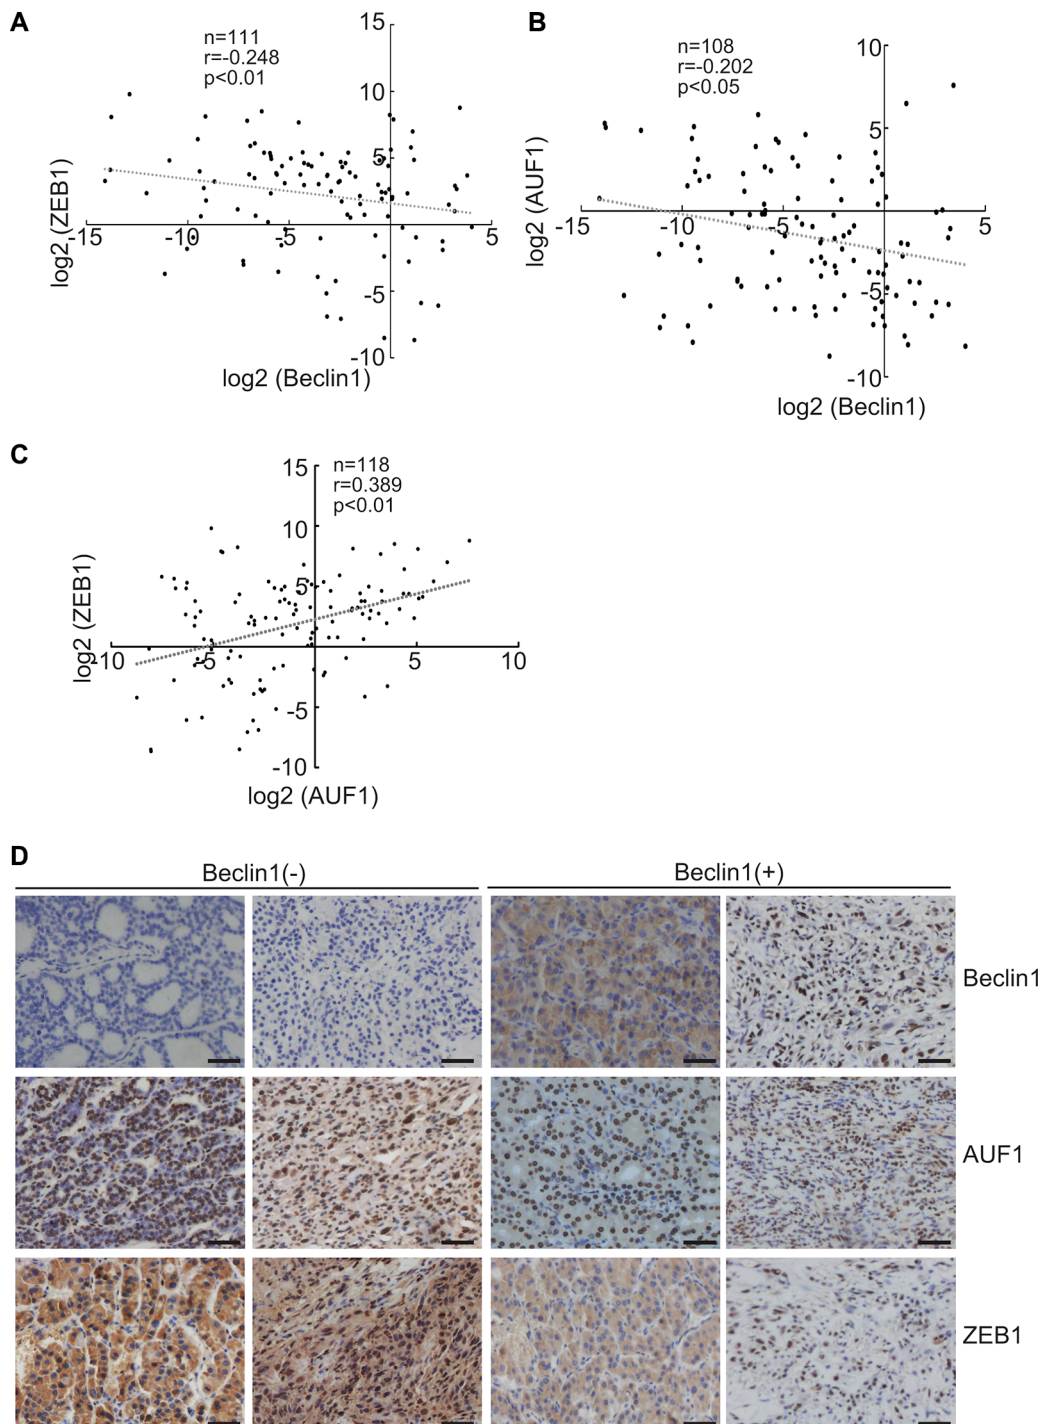 A
n=111
r=-0.248
p<0.01
15
10
5
-15
-10
-5
5
-5
-10
log2 (ZEB1)
log2 (Beclin1)
B
n=108
r=-0.202
p<0.05
10
5
-15
-10
-5
5
-5
-10
log2 (AUF1)
log2 (Beclin1)
C
n=118
r=0.389
p<0.01
15
10
5
-10
-5
5
10
-5
-10
log2 (ZEB1)
log2 (AUF1)
D
Beclin1(-)
Beclin1(+)
Beclin1
AUF1
ZEB1